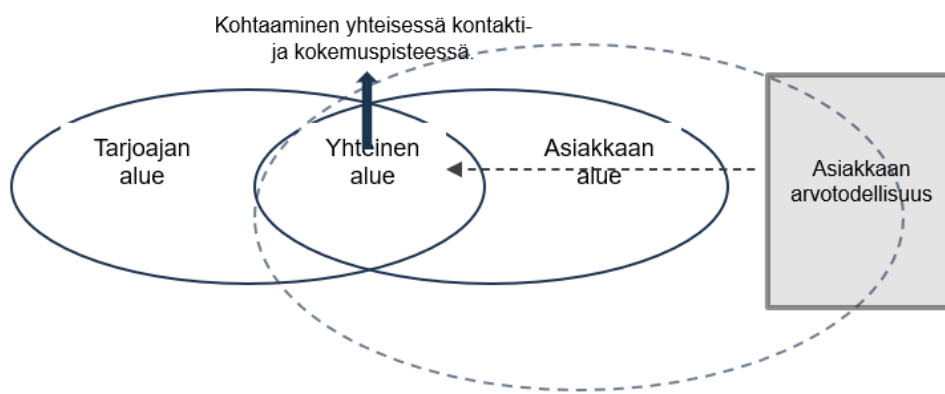 Kohtaaminen yhteisessä kontakti-
ja kokemuspisteessä.
Tarjoajan
alue
Yhteinen
alue
Asiakkaan
alue
Asiakkaan
arvotodellisuus